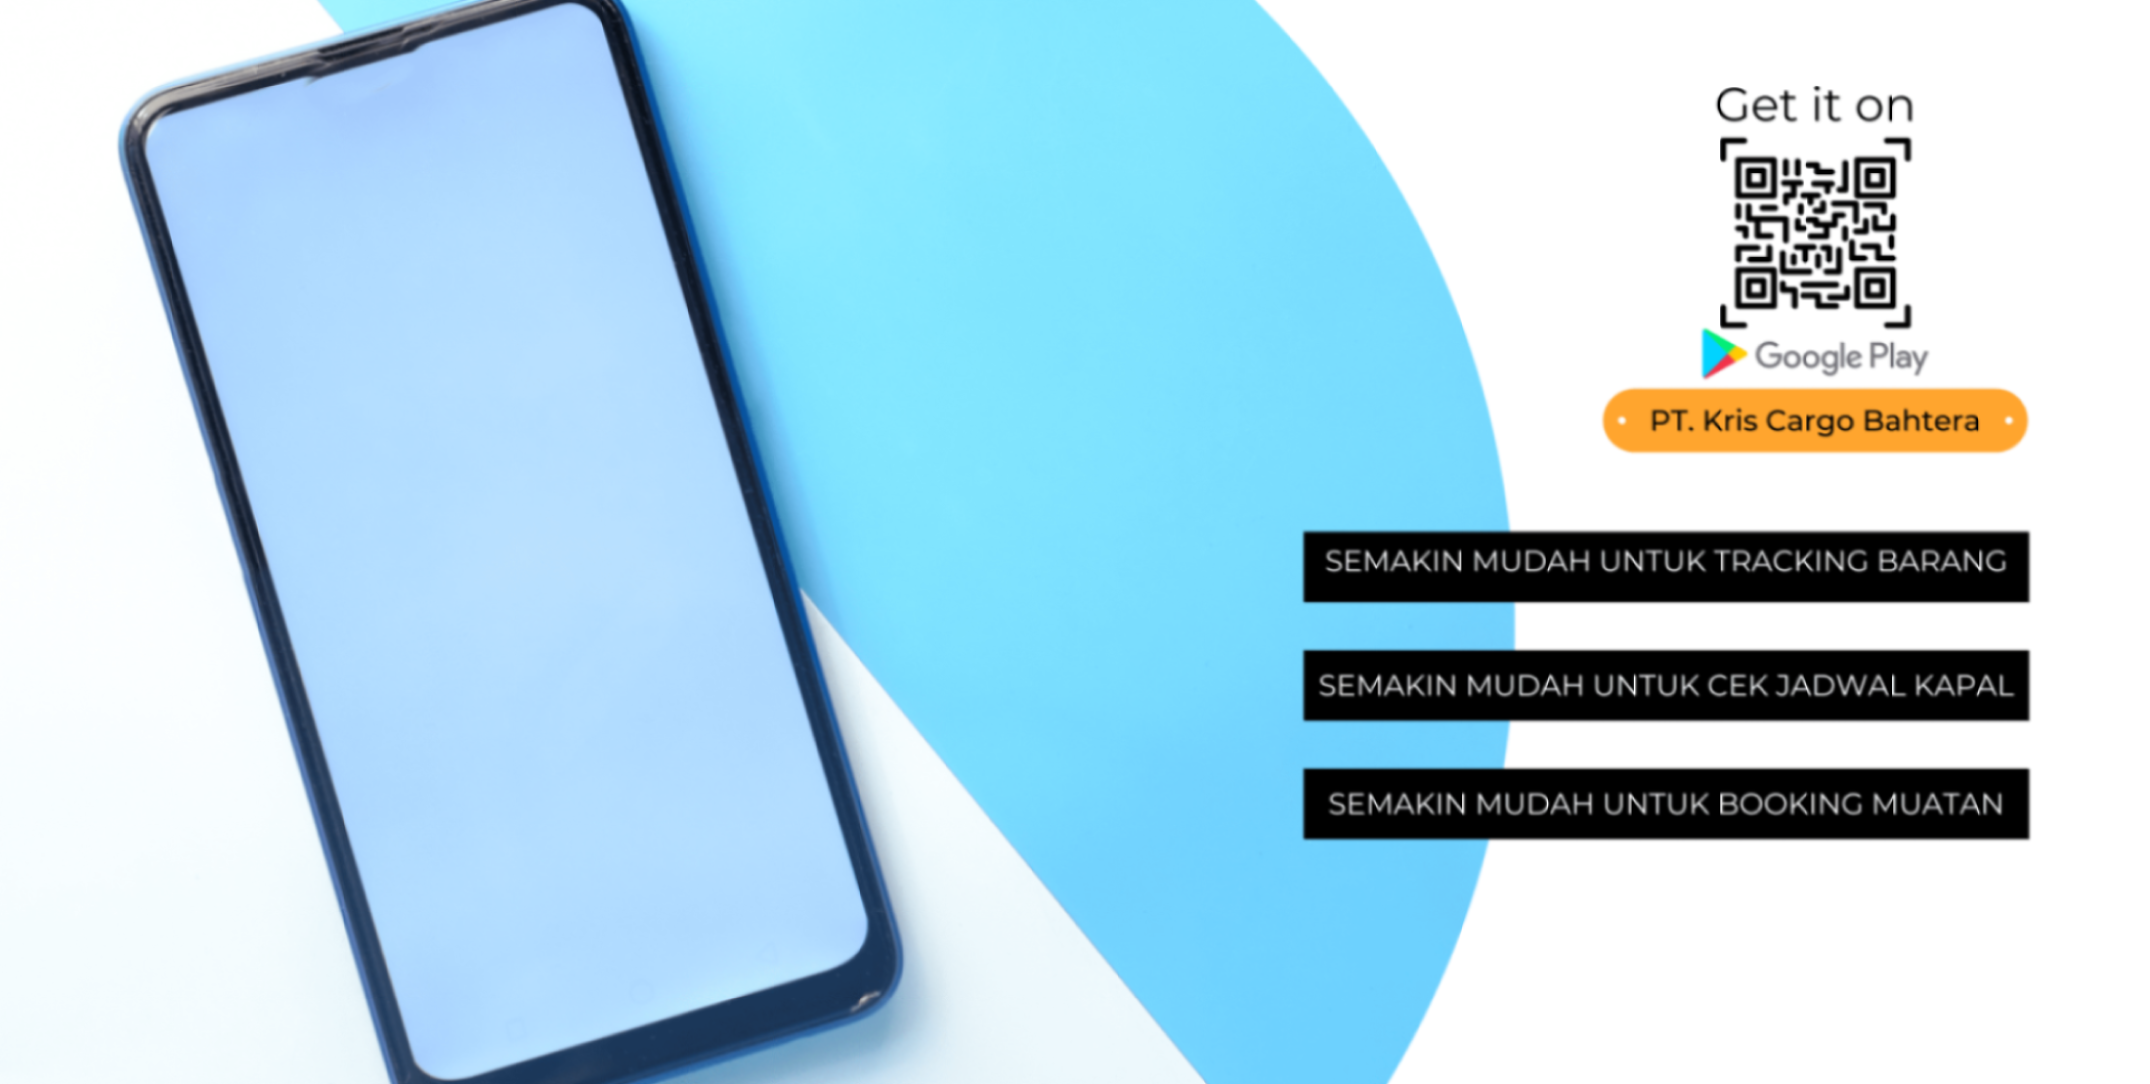 Get it on
Google Play
PT. Kris Cargo Bahtera
SEMAKIN MUDAH UNTUK TRACKING BARANG
SEMAKIN MUDAH UNTUK CEK JADWAL KAPAL
SEMAKIN MUDAH UNTUK BOOKING MUATAN